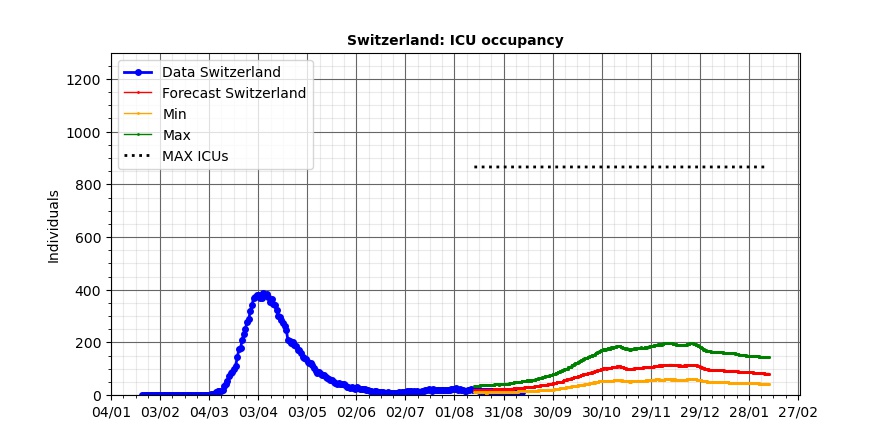 Switzerland: ICU occupancy
Data Switzerland
Forecast Switzerland
Min
Max
MAX ICUs
Individuals
1200
1000
800
600
400
200
0
04/01 03/02 04/03 03/04 03/05 02/06 02/07 01/08 31/08 30/09 30/10 29/11 29/12 28/01 27/02